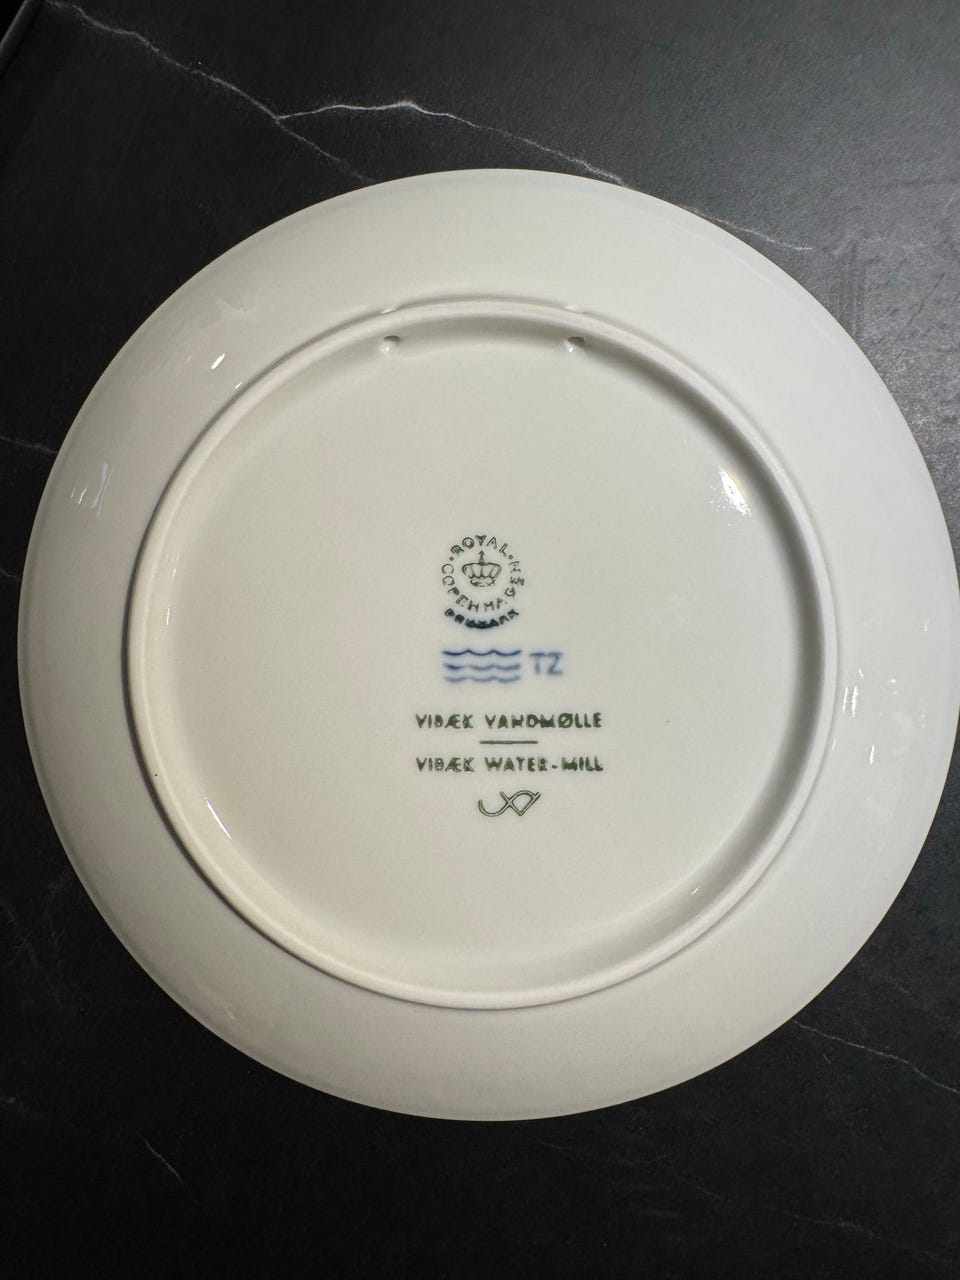 ROYAL
COPENHAGEN
DENMARK
TZ
VIBÆK VANDMØLLE
VIBÆK WATER-MILL